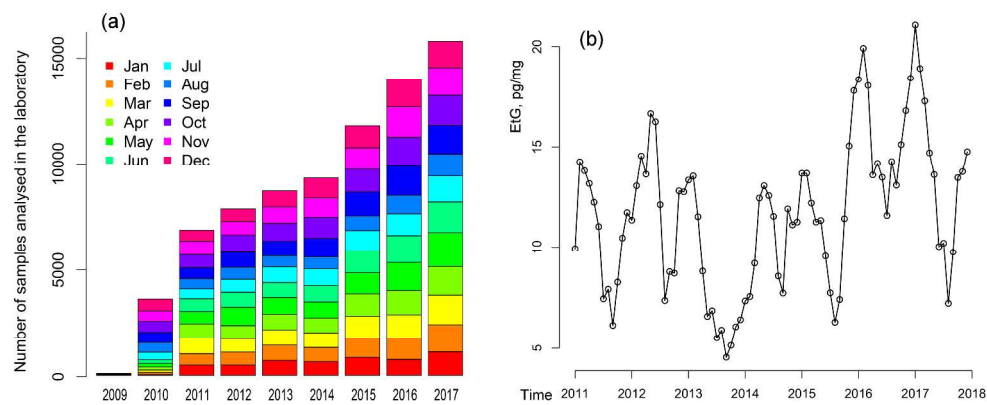 (a)
Number of samples analysed in the laboratory
15000
10000
5000
0
Jan
Feb
Mar
Apr
May
Jun
Jul
Aug
Sep
Oct
Nov
Dec
2009 2010 2011 2012 2013 2014 2015 2016 2017
(b)
EtG, pg/mg
20
15
10
5
Time 2011 2012 2013 2014 2015 2016 2017 2018